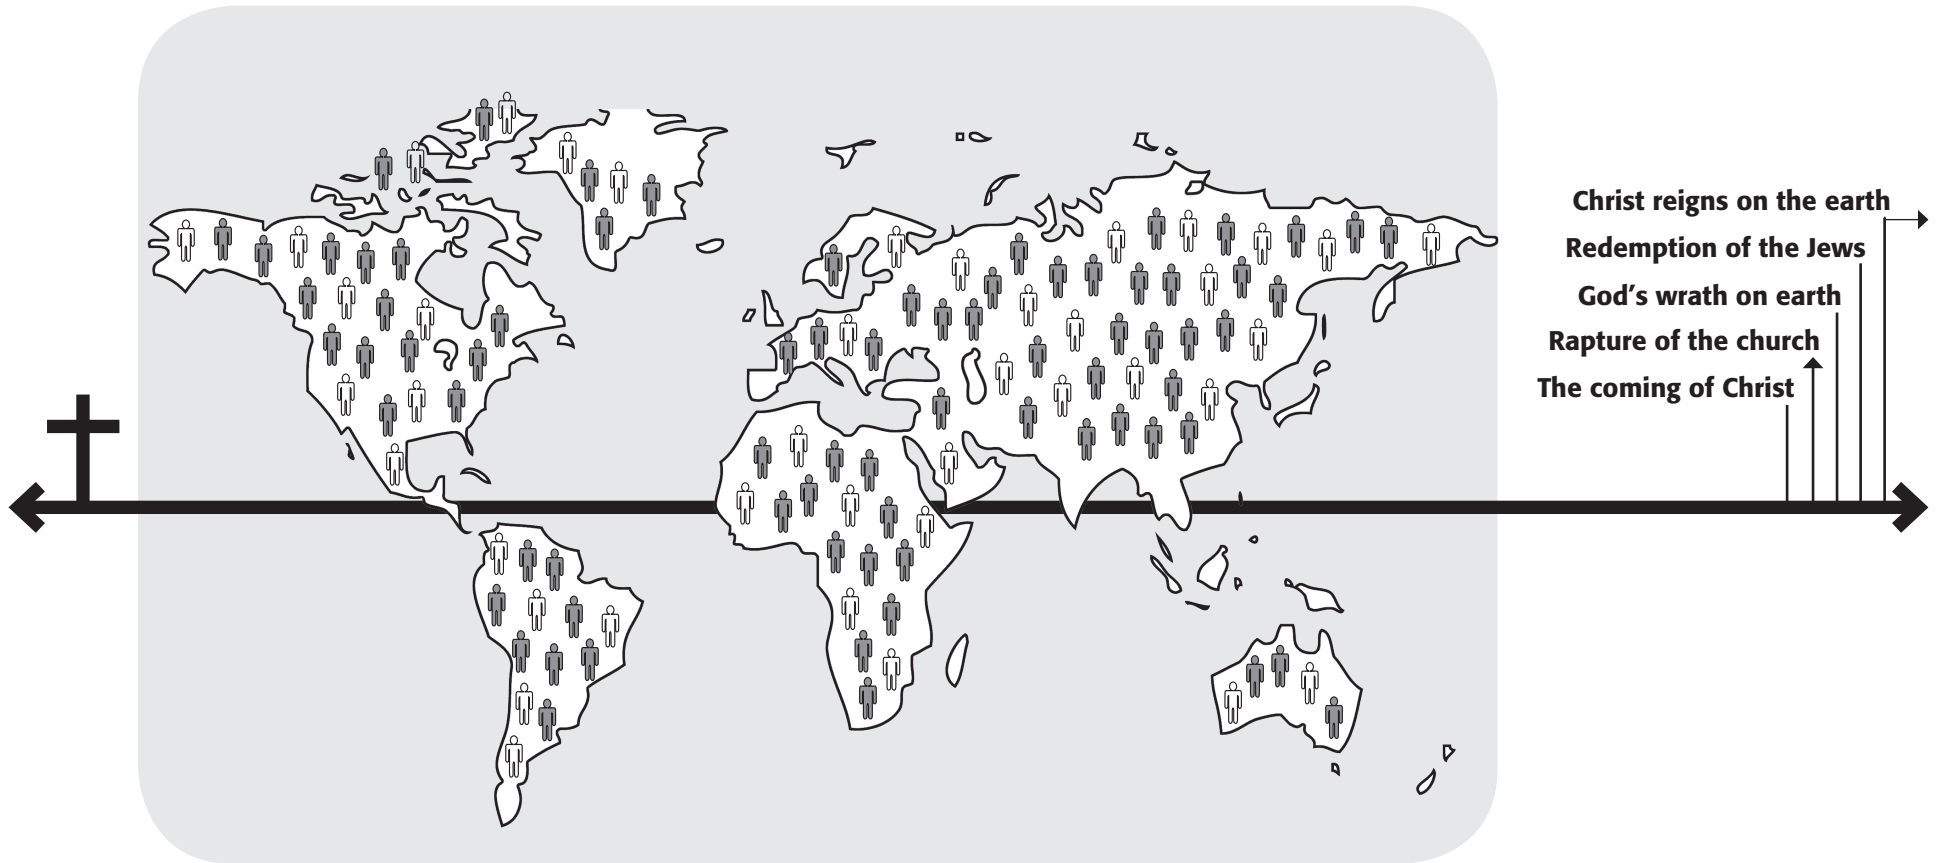 Christ reigns on the earth
Redemption of the Jews
God’s wrath on earth
Rapture of the church
The coming of Christ